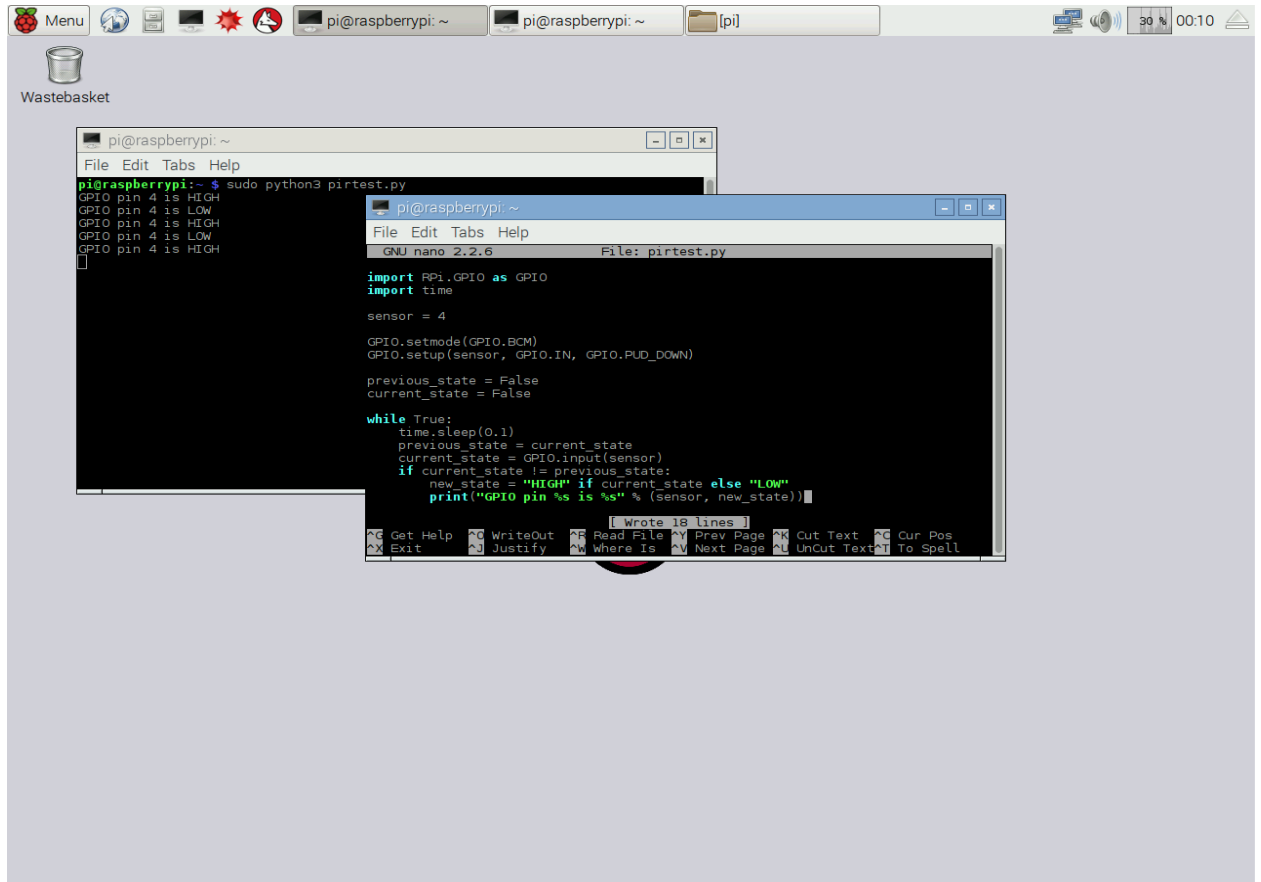 Menu
pi@raspberrypi: ~
pi@raspberrypi: ~
[pi]
30 %
00:10
Wastebasket
pi@raspberrypi: ~
File Edit Tabs Help
pi@raspberrypi:~ $ sudo python3 pirtest.py
GPIO pin 4 is HIGH
GPIO pin 4 is LOW
GPIO pin 4 is HIGH
GPIO pin 4 is LOW
GPIO pin 4 is HIGH
pi@raspberrypi: ~
File Edit Tabs Help
GNU nano 2.2.6 File: pirtest.py
import RPi.GPIO as GPIO
import time
sensor = 4
GPIO.setmode(GPIO.BCM)
GPIO.setup(sensor, GPIO.IN, GPIO.PUD_DOWN)
previous_state = False
current_state = False
while True:
    time.sleep(0.1)
    previous_state = current_state
    current_state = GPIO.input(sensor)
    if current_state != previous_state:
        new_state = "HIGH" if current_state else "LOW"
        print("GPIO pin %s is %s" % (sensor, new_state))
[ Wrote 18 lines ]
^G Get Help ^O WriteOut ^R Read File ^Y Prev Page ^K Cut Text ^C Cur Pos
^X Exit ^J Justify ^W Where Is ^V Next Page ^U UnCut Text ^T To Spell